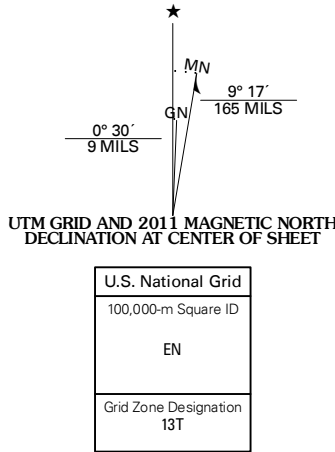 ★
MN
GN
9° 17´
165 MILS
0° 30´
9 MILS
UTM GRID AND 2011 MAGNETIC NORTH
DECLINATION AT CENTER OF SHEET
U.S. National Grid
100,000-m Square ID
EN
Grid Zone Designation
13T